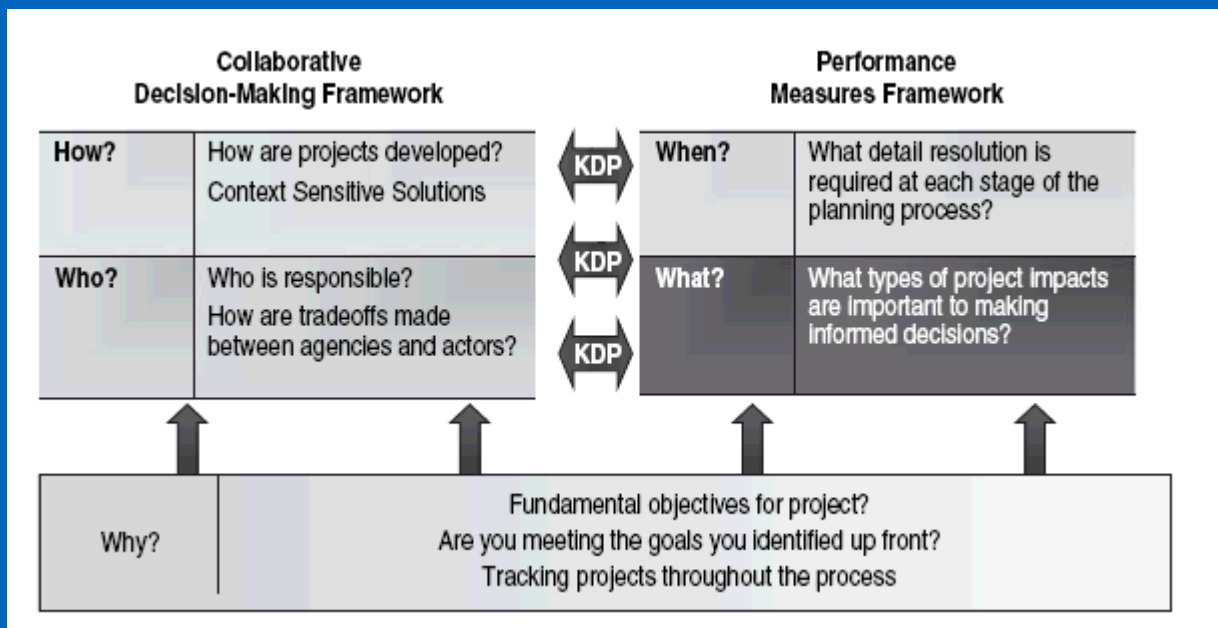 Collaborative
Decision-Making Framework
Performance
Measures Framework
How?
How are projects developed?
Context Sensitive Solutions
Who?
Who is responsible?
How are tradeoffs made
between agencies and actors?
KDP
KDP
KDP
When?
What detail resolution is
required at each stage of the
planning process?
What?
What types of project impacts
are important to making
informed decisions?
Why?
Fundamental objectives for project?
Are you meeting the goals you identified up front?
Tracking projects throughout the process